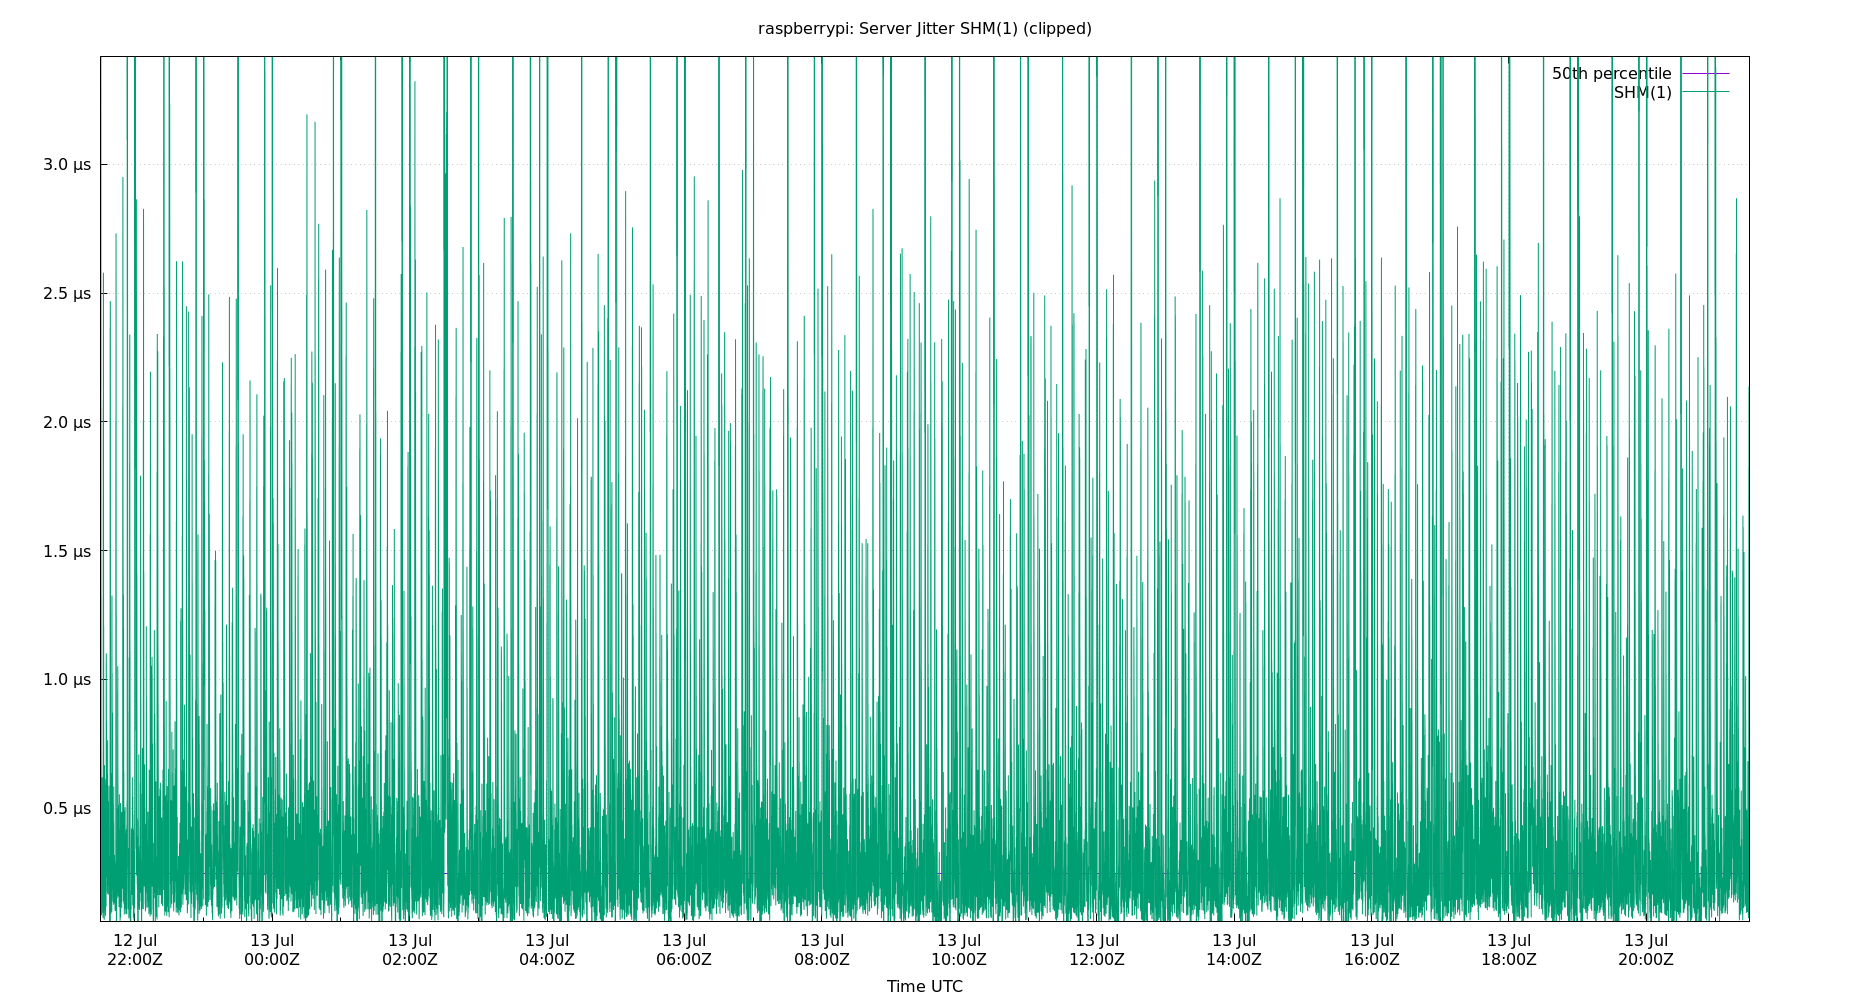 raspberrypi: Server Jitter SHM(1) (clipped)
50th percentile
SHM(1)
3.0 µs
2.5 µs
2.0 µs
1.5 µs
1.0 µs
0.5 µs
12 Jul 13 Jul 13 Jul 13 Jul 13 Jul 13 Jul 13 Jul 13 Jul 13 Jul 13 Jul 13 Jul 13 Jul
22:00Z 00:00Z 02:00Z 04:00Z 06:00Z 08:00Z 10:00Z 12:00Z 14:00Z 16:00Z 18:00Z 20:00Z
Time UTC